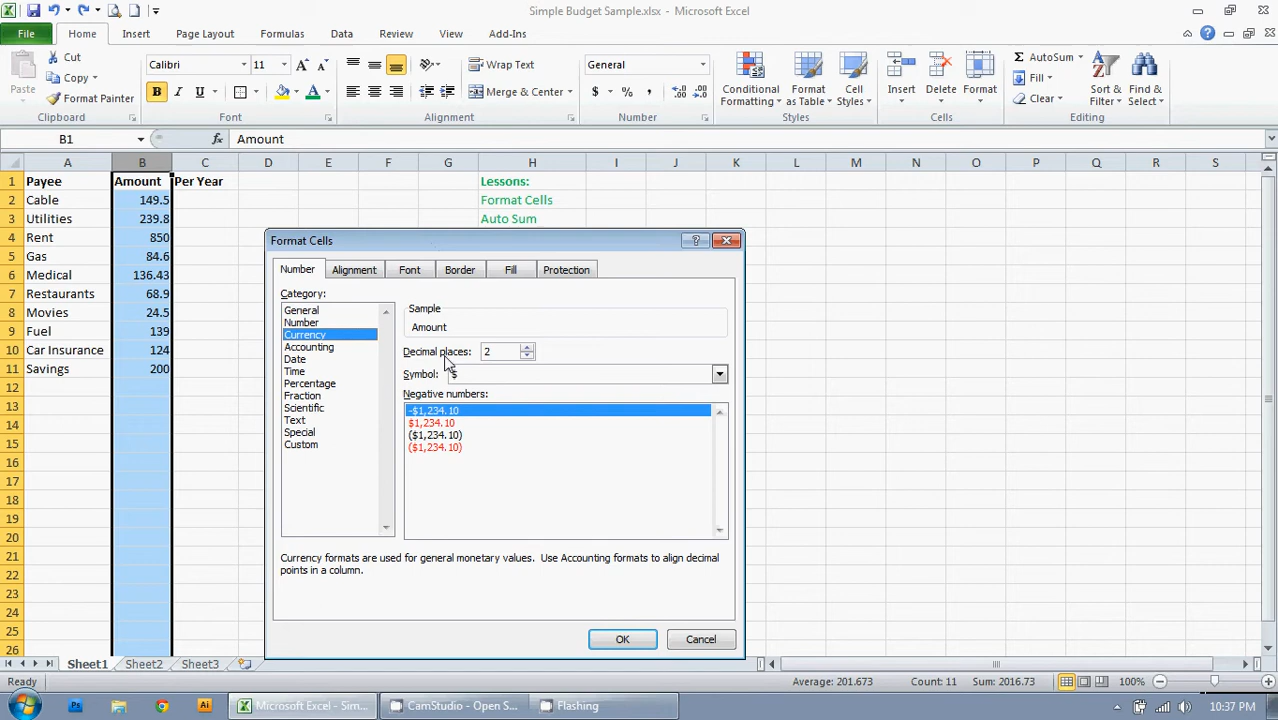 Simple Budget Sample.xlsx - Microsoft Excel
File Home Insert Page Layout Formulas Data Review View Add-Ins
Paste Cut Copy Format Painter Clipboard
Calibri 11 B I U A A Font
Wrap Text Merge & Center Alignment
General $ % , Number
Conditional Formatting Format as Table Cell Styles Styles
Insert Delete Format Cells
Σ AutoSum Fill Clear Sort & Filter Find & Select Editing
B1 fx Amount
A B C D E F G H I J K L M N O P Q R S
1 Payee Amount Per Year Lessons:
2 Cable 149.5 Format Cells
3 Utilities 239.8 Auto Sum
4 Rent 850
5 Gas 84.6
6 Medical 136.43
7 Restaurants 68.9
8 Movies 24.5
9 Fuel 139
10 Car Insurance 124
11 Savings 200
12
13
14
15
16
17
18
19
20
21
22
23
24
25
26
Format Cells
Number Alignment Font Border Fill Protection
Category:
General
Number
Currency
Accounting
Date
Time
Percentage
Fraction
Scientific
Text
Special
Custom
Sample
Amount
Decimal places: 2
Symbol: $
Negative numbers:
-$1,234.10
$1,234.10
($1,234.10)
($1,234.10)
Currency formats are used for general monetary values. Use Accounting formats to align decimal
points in a column.
OK Cancel
Sheet1 Sheet2 Sheet3
Ready Average: 201.673 Count: 11 Sum: 2016.73 100%
Ps Ai Microsoft Excel - Sim... CamStudio - Open S... Flashing 10:37 PM